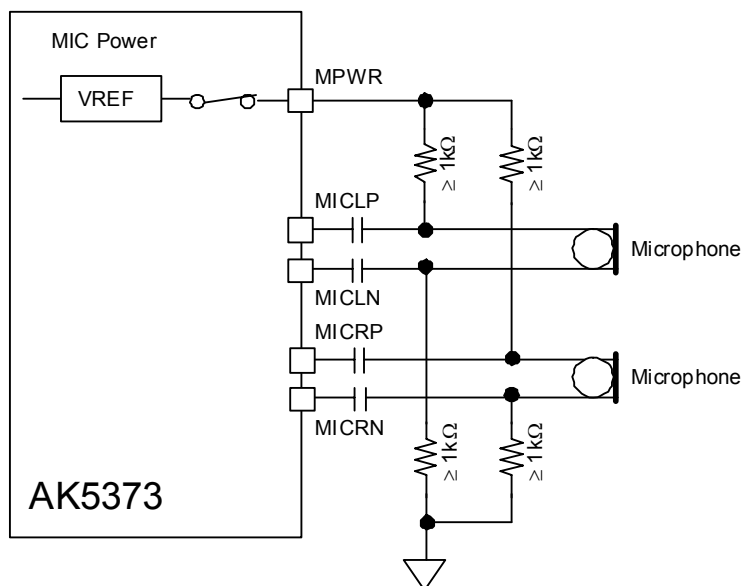 MIC Power
VREF
MPWR
≥ 1kΩ
≥ 1kΩ
MICLP
Microphone
MICLN
MICRP
Microphone
MICRN
≥ 1kΩ
≥ 1kΩ
AK5373